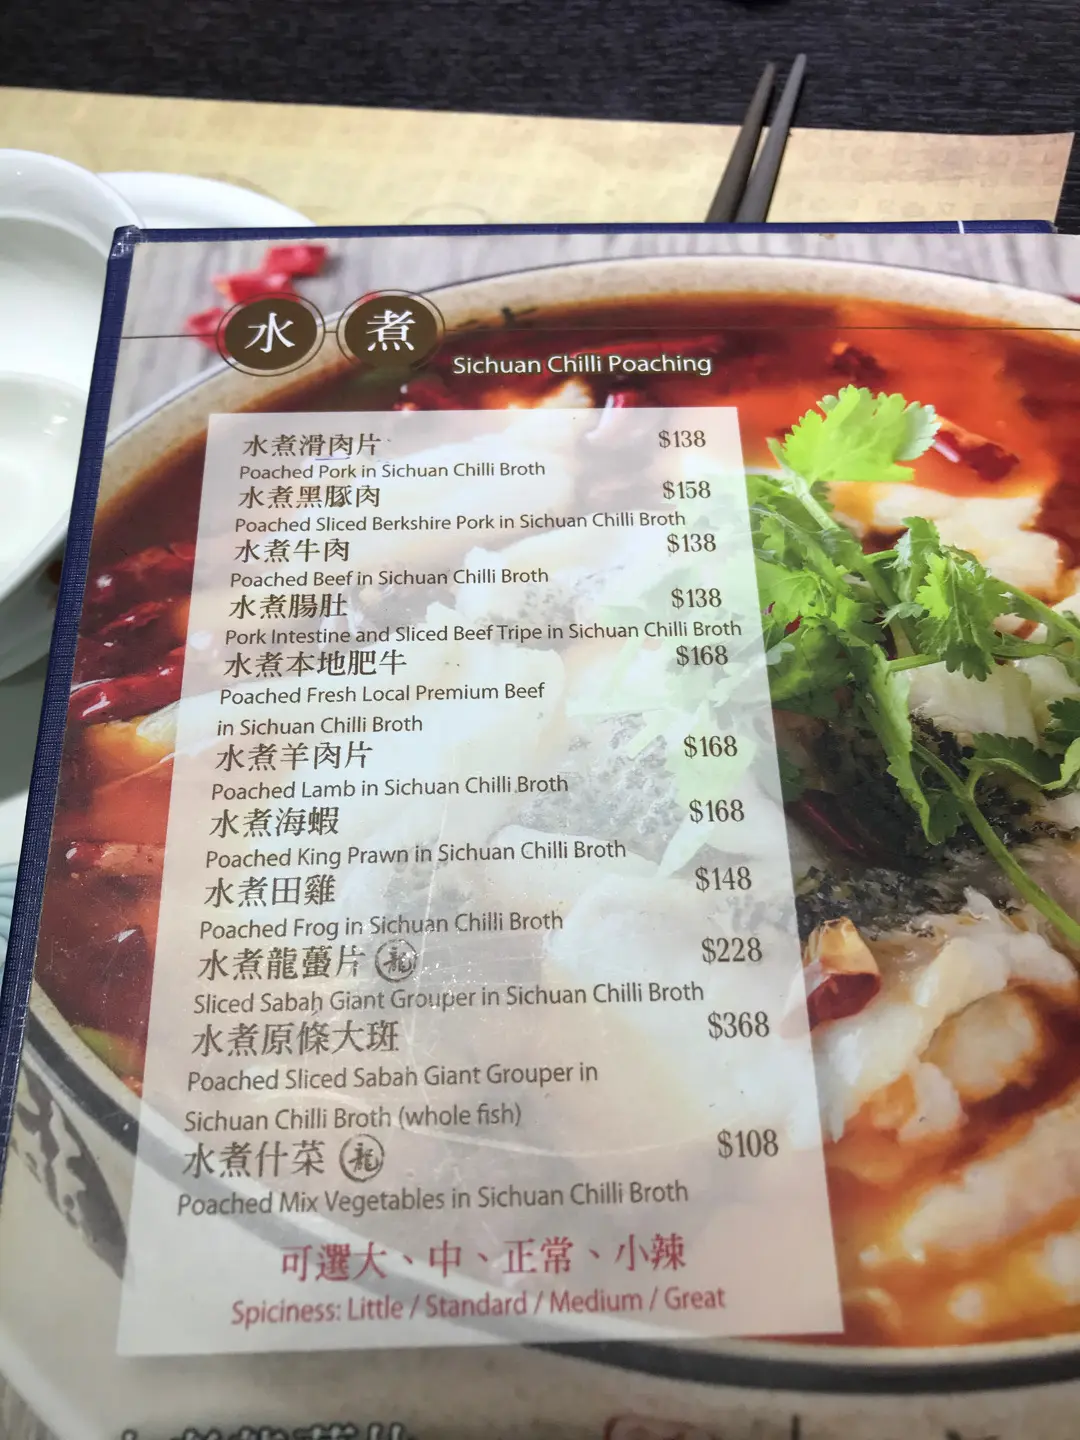 水煮
Sichuan Chilli Poaching
水煮滑肉片 $138
Poached Pork in Sichuan Chilli Broth
水煮黑豚肉 $158
Poached Sliced Berkshire Pork in Sichuan Chilli Broth
水煮牛肉 $138
Poached Beef in Sichuan Chilli Broth
水煮腸肚 $138
Pork Intestine and Sliced Beef Tripe in Sichuan Chilli Broth
水煮本地肥牛 $168
Poached Fresh Local Premium Beef
in Sichuan Chilli Broth
水煮羊肉片 $168
Poached Lamb in Sichuan Chilli Broth
水煮海蝦 $168
Poached King Prawn in Sichuan Chilli Broth
水煮田雞 $148
Poached Frog in Sichuan Chilli Broth
水煮龍躉片 龍 $228
Sliced Sabah Giant Grouper in Sichuan Chilli Broth
水煮原條大斑 $368
Poached Sliced Sabah Giant Grouper in
Sichuan Chilli Broth (whole fish)
水煮什菜 龍 $108
Poached Mix Vegetables in Sichuan Chilli Broth
可選大、中、正常、小辣
Spiciness: Little / Standard / Medium / Great